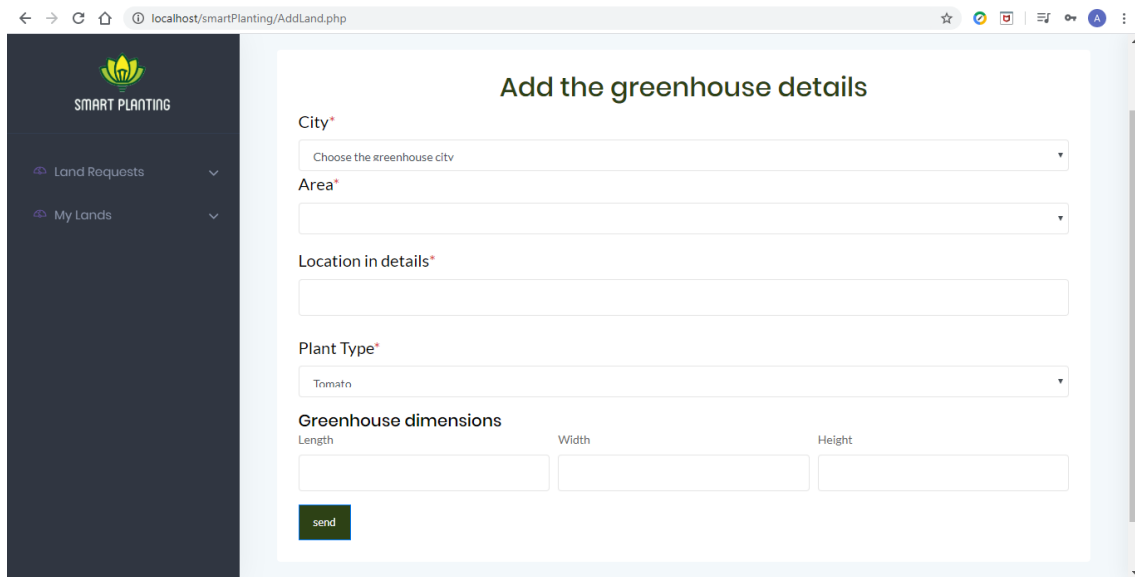 localhost/smartPlanting/AddLand.php
A
SMART PLANTING
Land Requests
My Lands
Add the greenhouse details
City*
Choose the greenhouse city
Area*
Location in details*
Plant Type*
Tomato
Greenhouse dimensions
Length Width Height
send